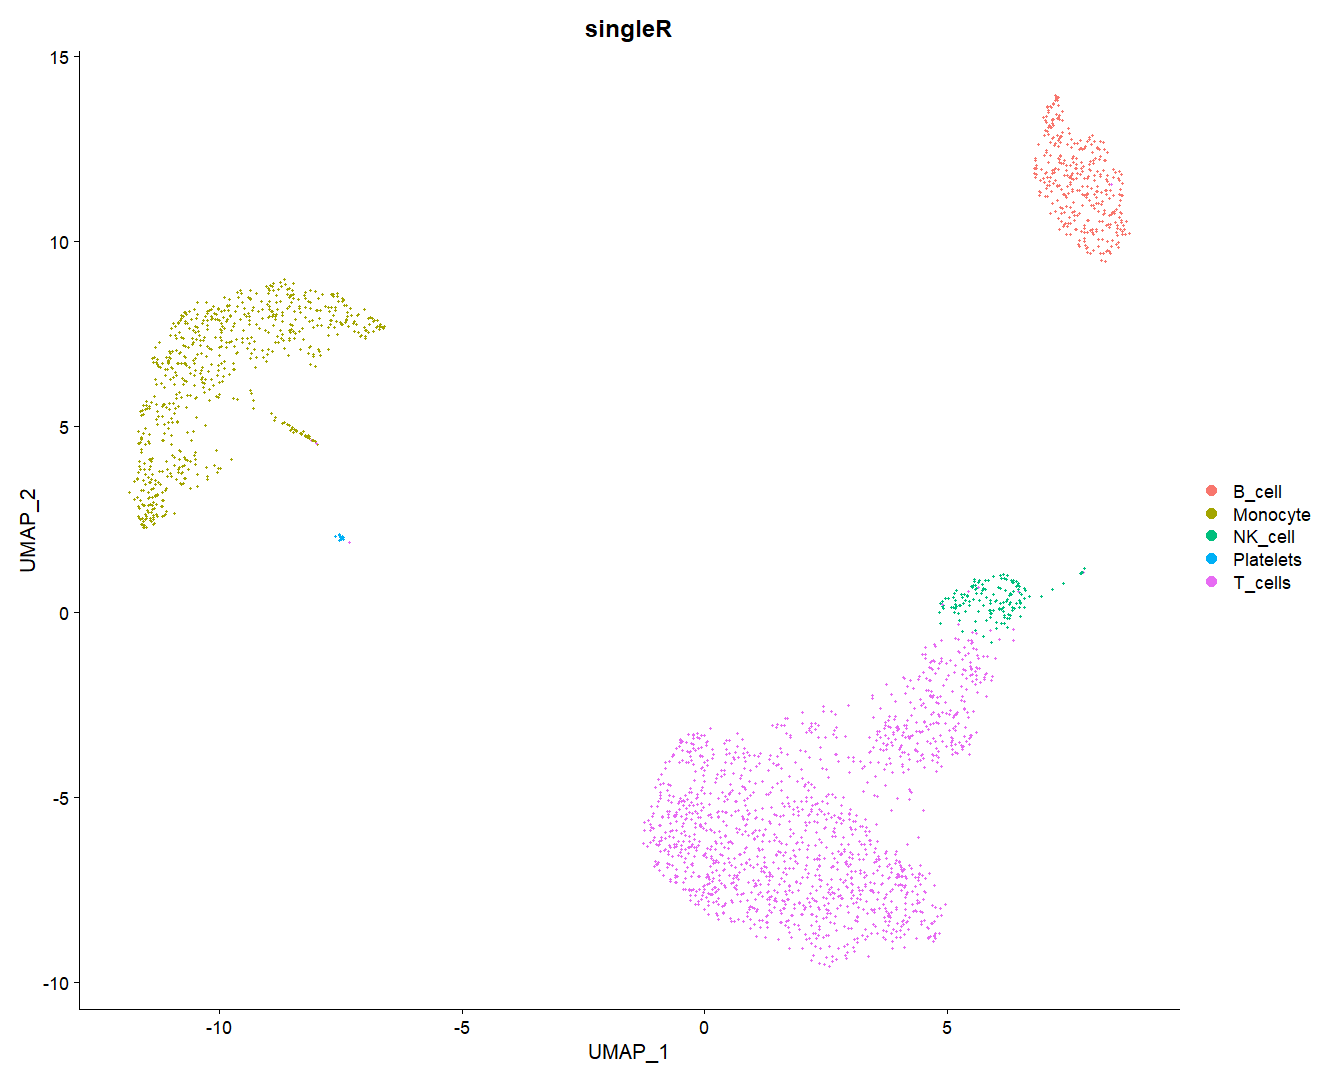 singleR
15
10
5
0
-5
-10
UMAP_2
-10
-5
0
5
UMAP_1
B_cell
Monocyte
NK_cell
Platelets
T_cells